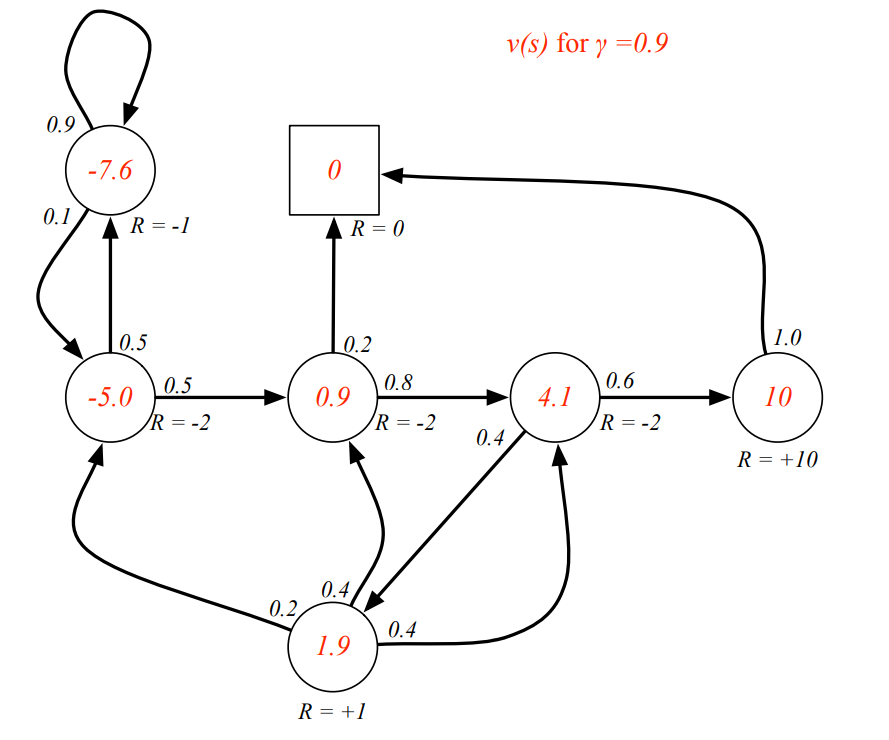 v(s) for γ =0.9
0.9
-7.6
0
0.1
R = -1
R = 0
0.5
0.2
1.0
-5.0
0.5
R = -2
0.9
0.8
R = -2
4.1
0.6
R = -2
10
0.4
R = +10
0.2
0.4
1.9
0.4
R = +1